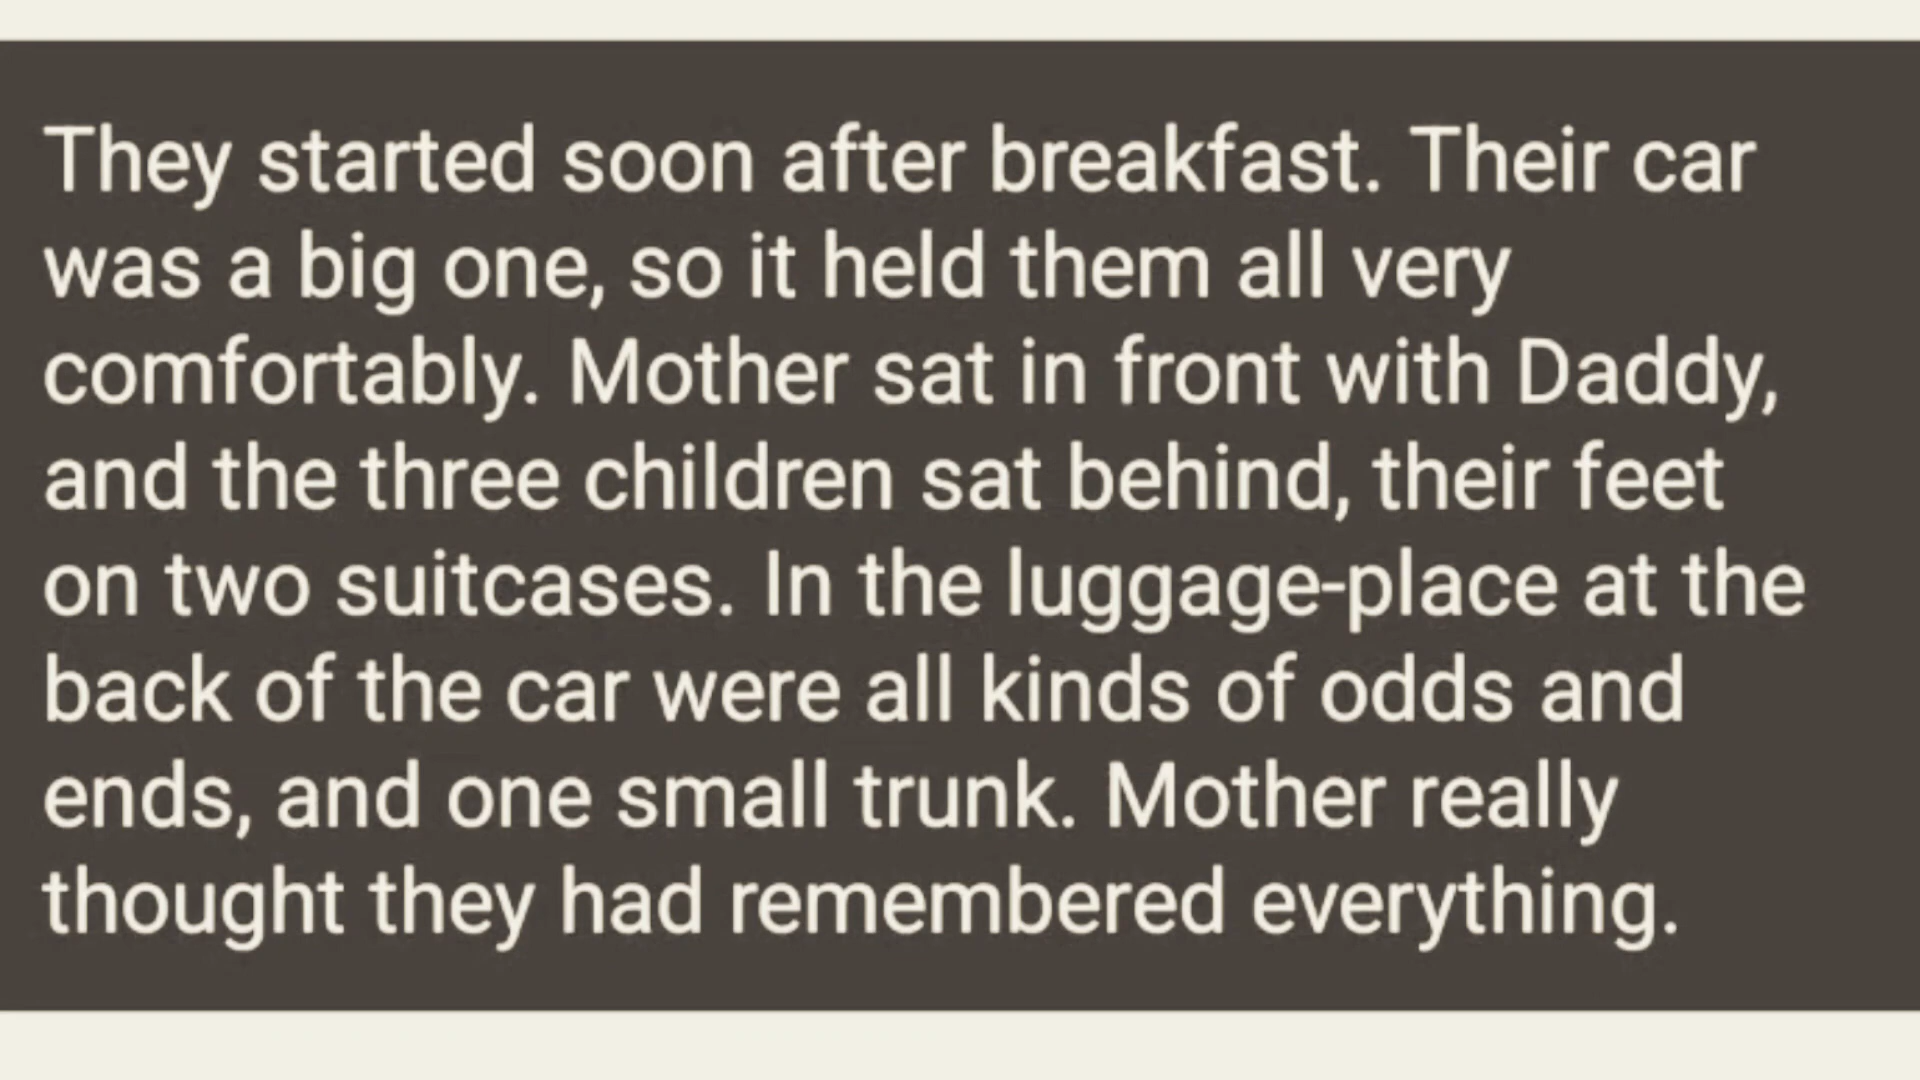 They started soon after breakfast. Their car
was a big one, so it held them all very
comfortably. Mother sat in front with Daddy,
and the three children sat behind, their feet
on two suitcases. In the luggage-place at the
back of the car were all kinds of odds and
ends, and one small trunk. Mother really
thought they had remembered everything.